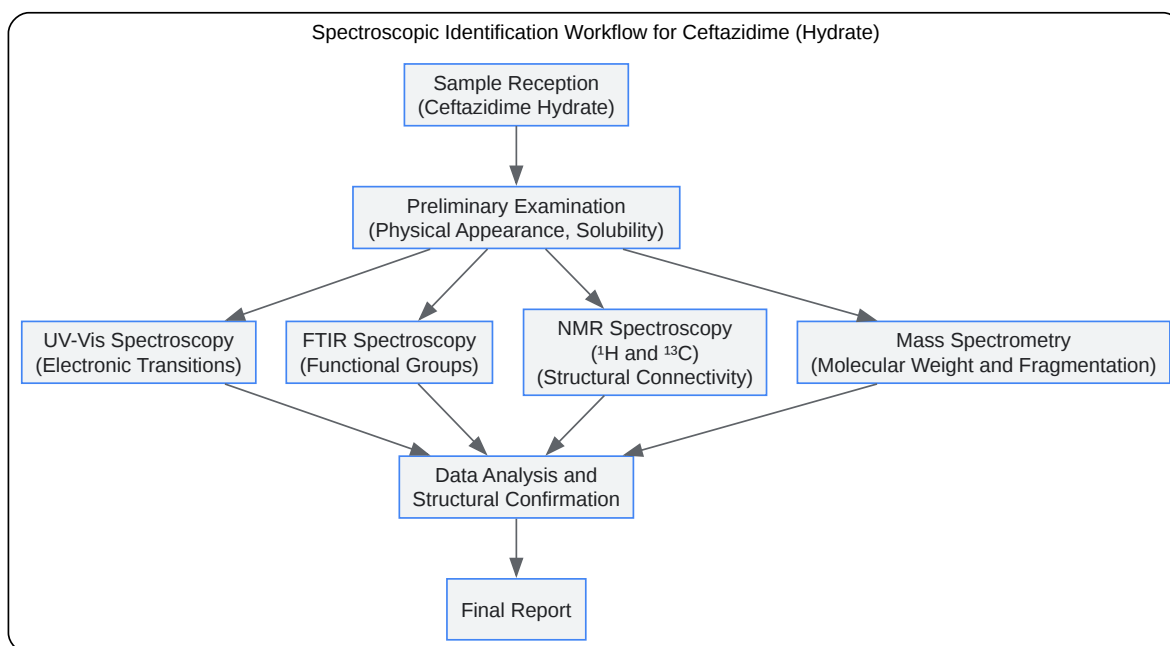 Spectroscopic Identification Workflow for Ceftazidime (Hydrate)
Sample Reception
(Ceftazidime Hydrate)
Preliminary Examination
(Physical Appearance, Solubility)
UV-Vis Spectroscopy
(Electronic Transitions)
FTIR Spectroscopy
(Functional Groups)
NMR Spectroscopy
(¹H and ¹³C)
(Structural Connectivity)
Mass Spectrometry
(Molecular Weight and Fragmentation)
Data Analysis and
Structural Confirmation
Final Report